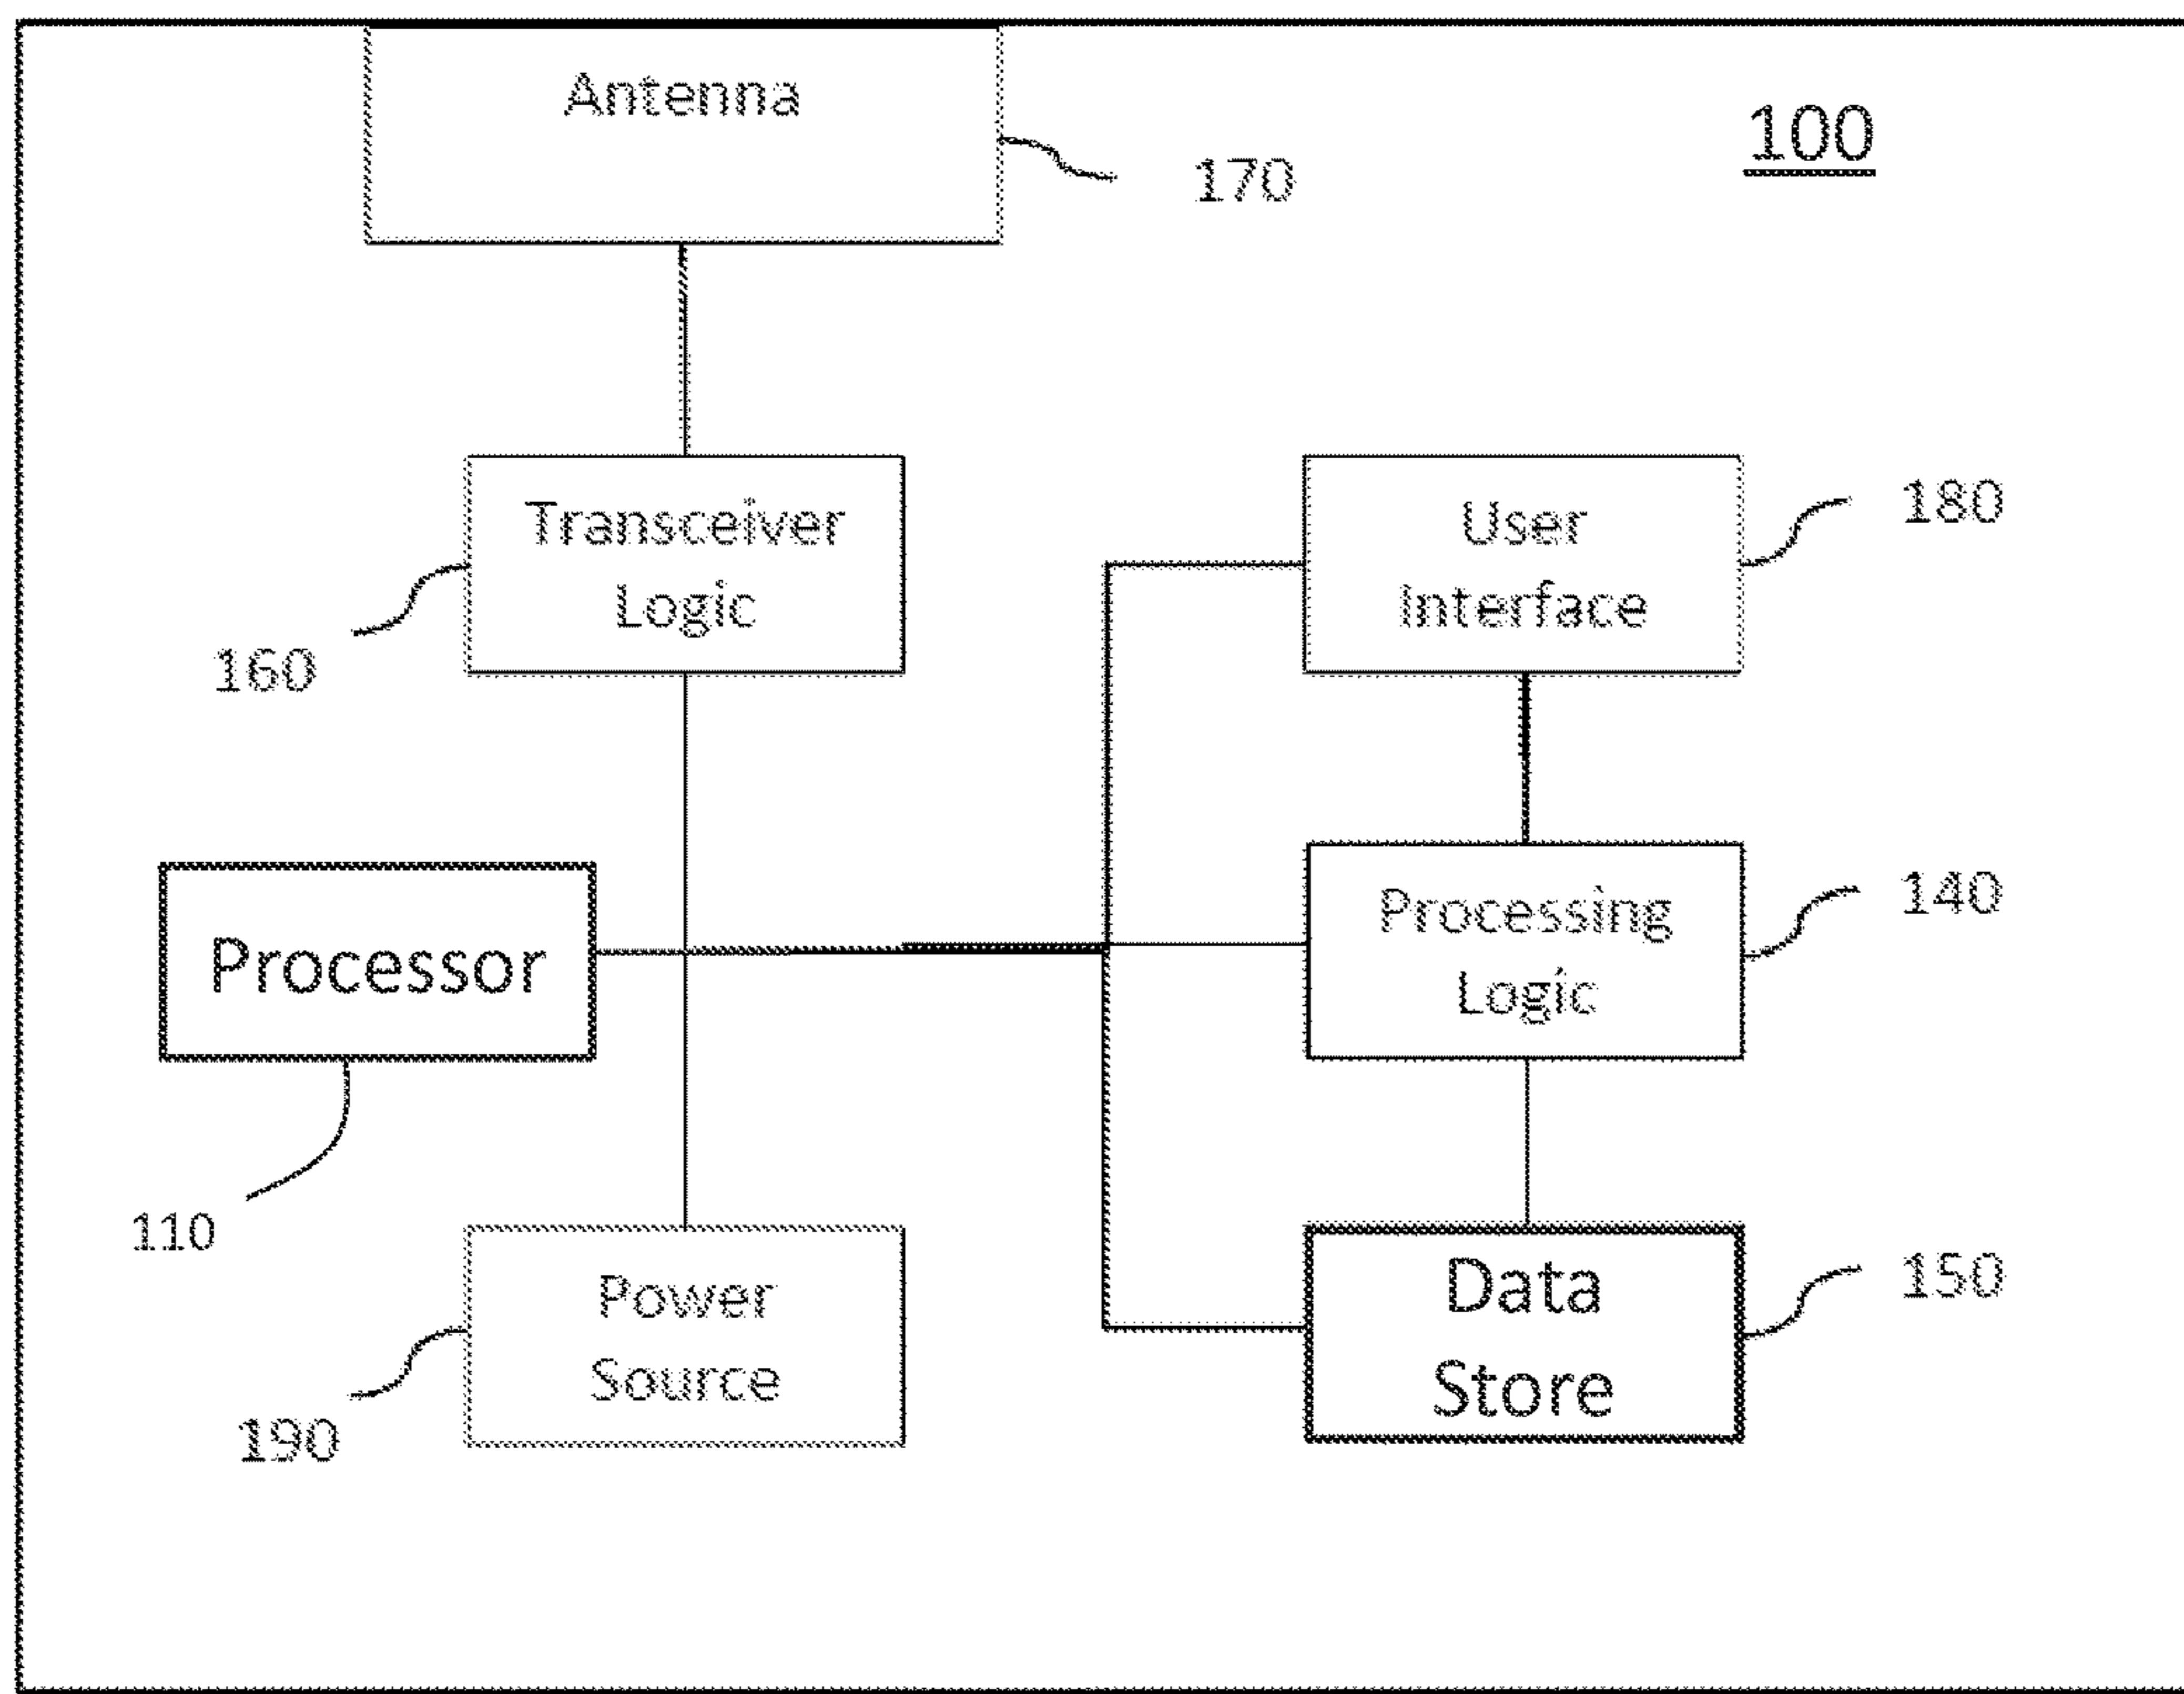 Antenna
100
170
Transceiver
Logic
160
User
Interface
180
Processor
110
Processing
Logic
140
Power
Source
190
Data
Store
150